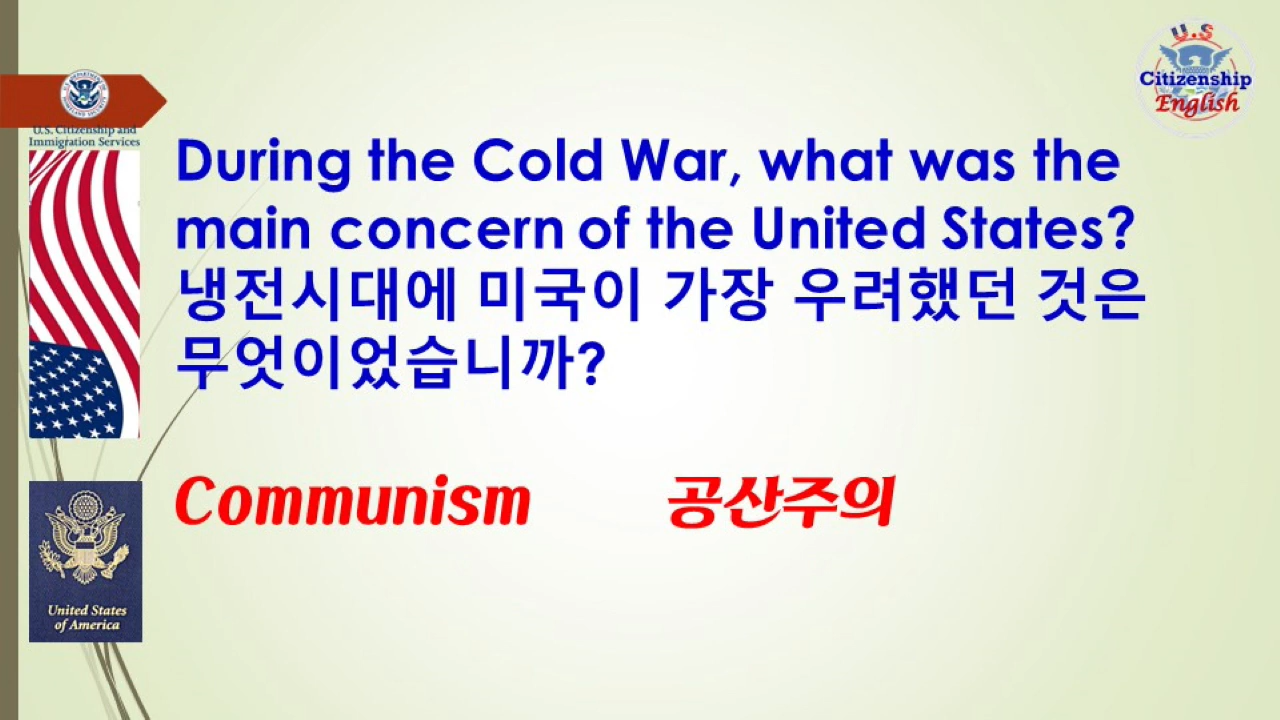 U.S
Citizenship
English
U.S. Citizenship and
Immigration Services
During the Cold War, what was the
main concern of the United States?
냉전시대에 미국이 가장 우려했던 것은
무엇이었습니까?
Communism 공산주의
United States
of America